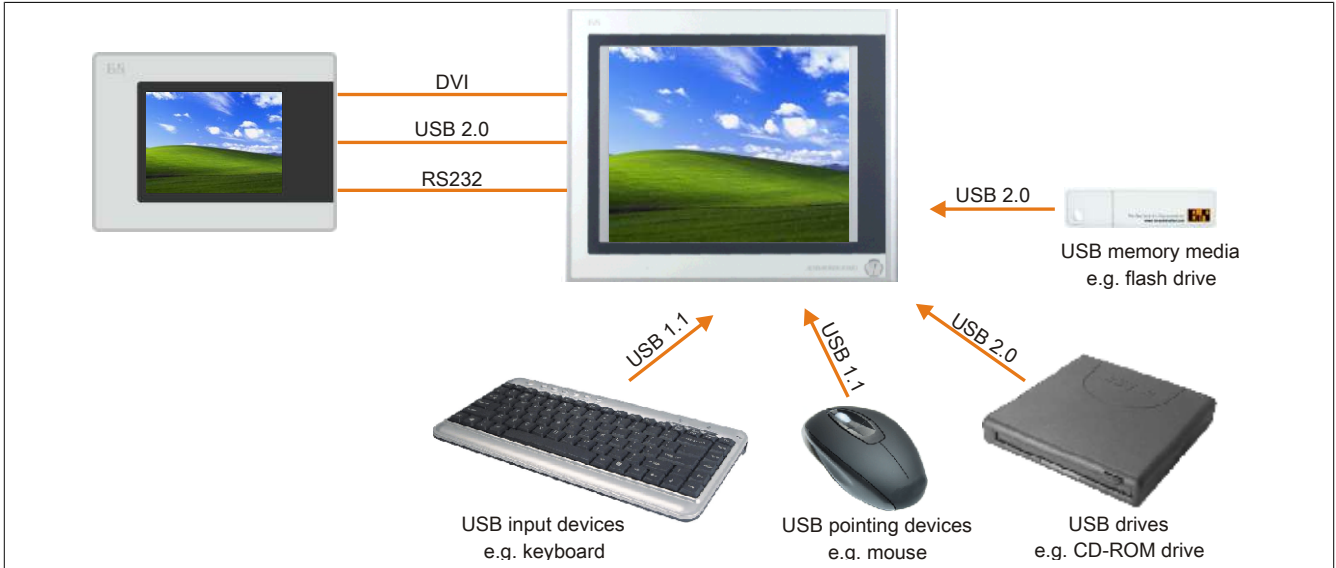 DVI
USB 2.0
RS232
USB 2.0
USB memory media
e.g. flash drive
USB 1.1
USB 1.1
USB 2.0
USB input devices
e.g. keyboard
USB pointing devices
e.g. mouse
USB drives
e.g. CD-ROM drive